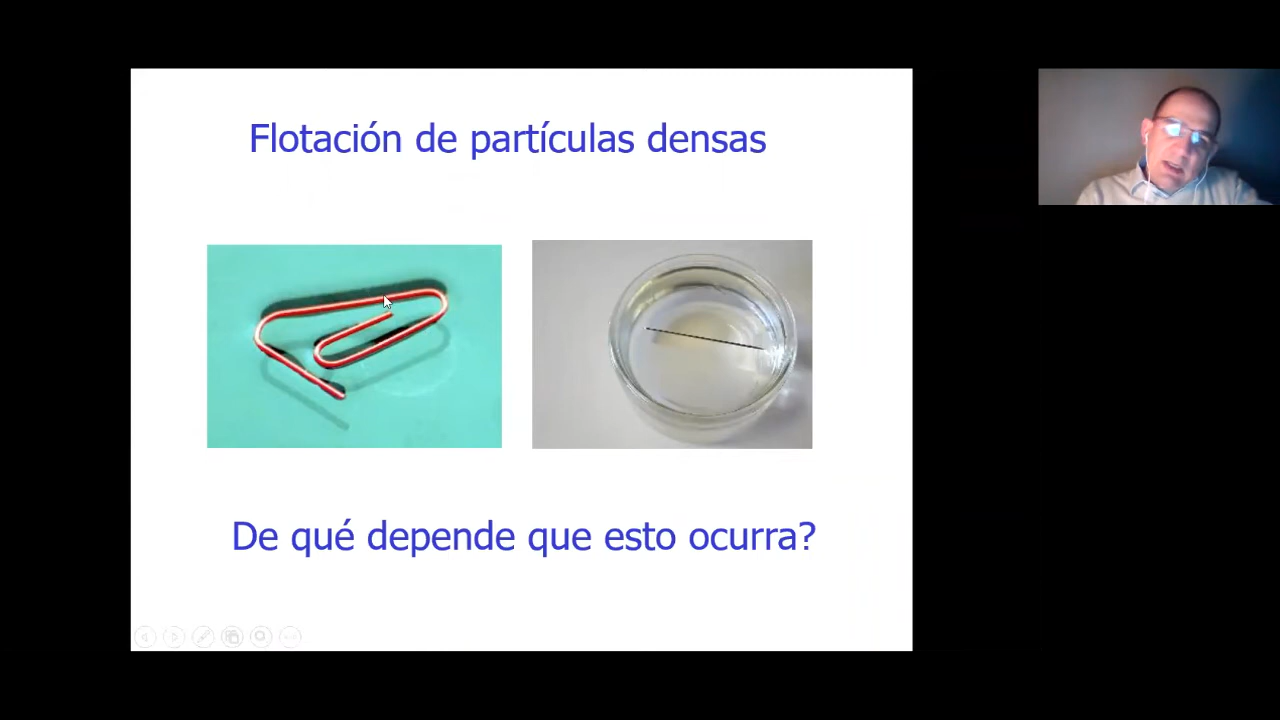 Flotación de partículas densas
De qué depende que esto ocurra?